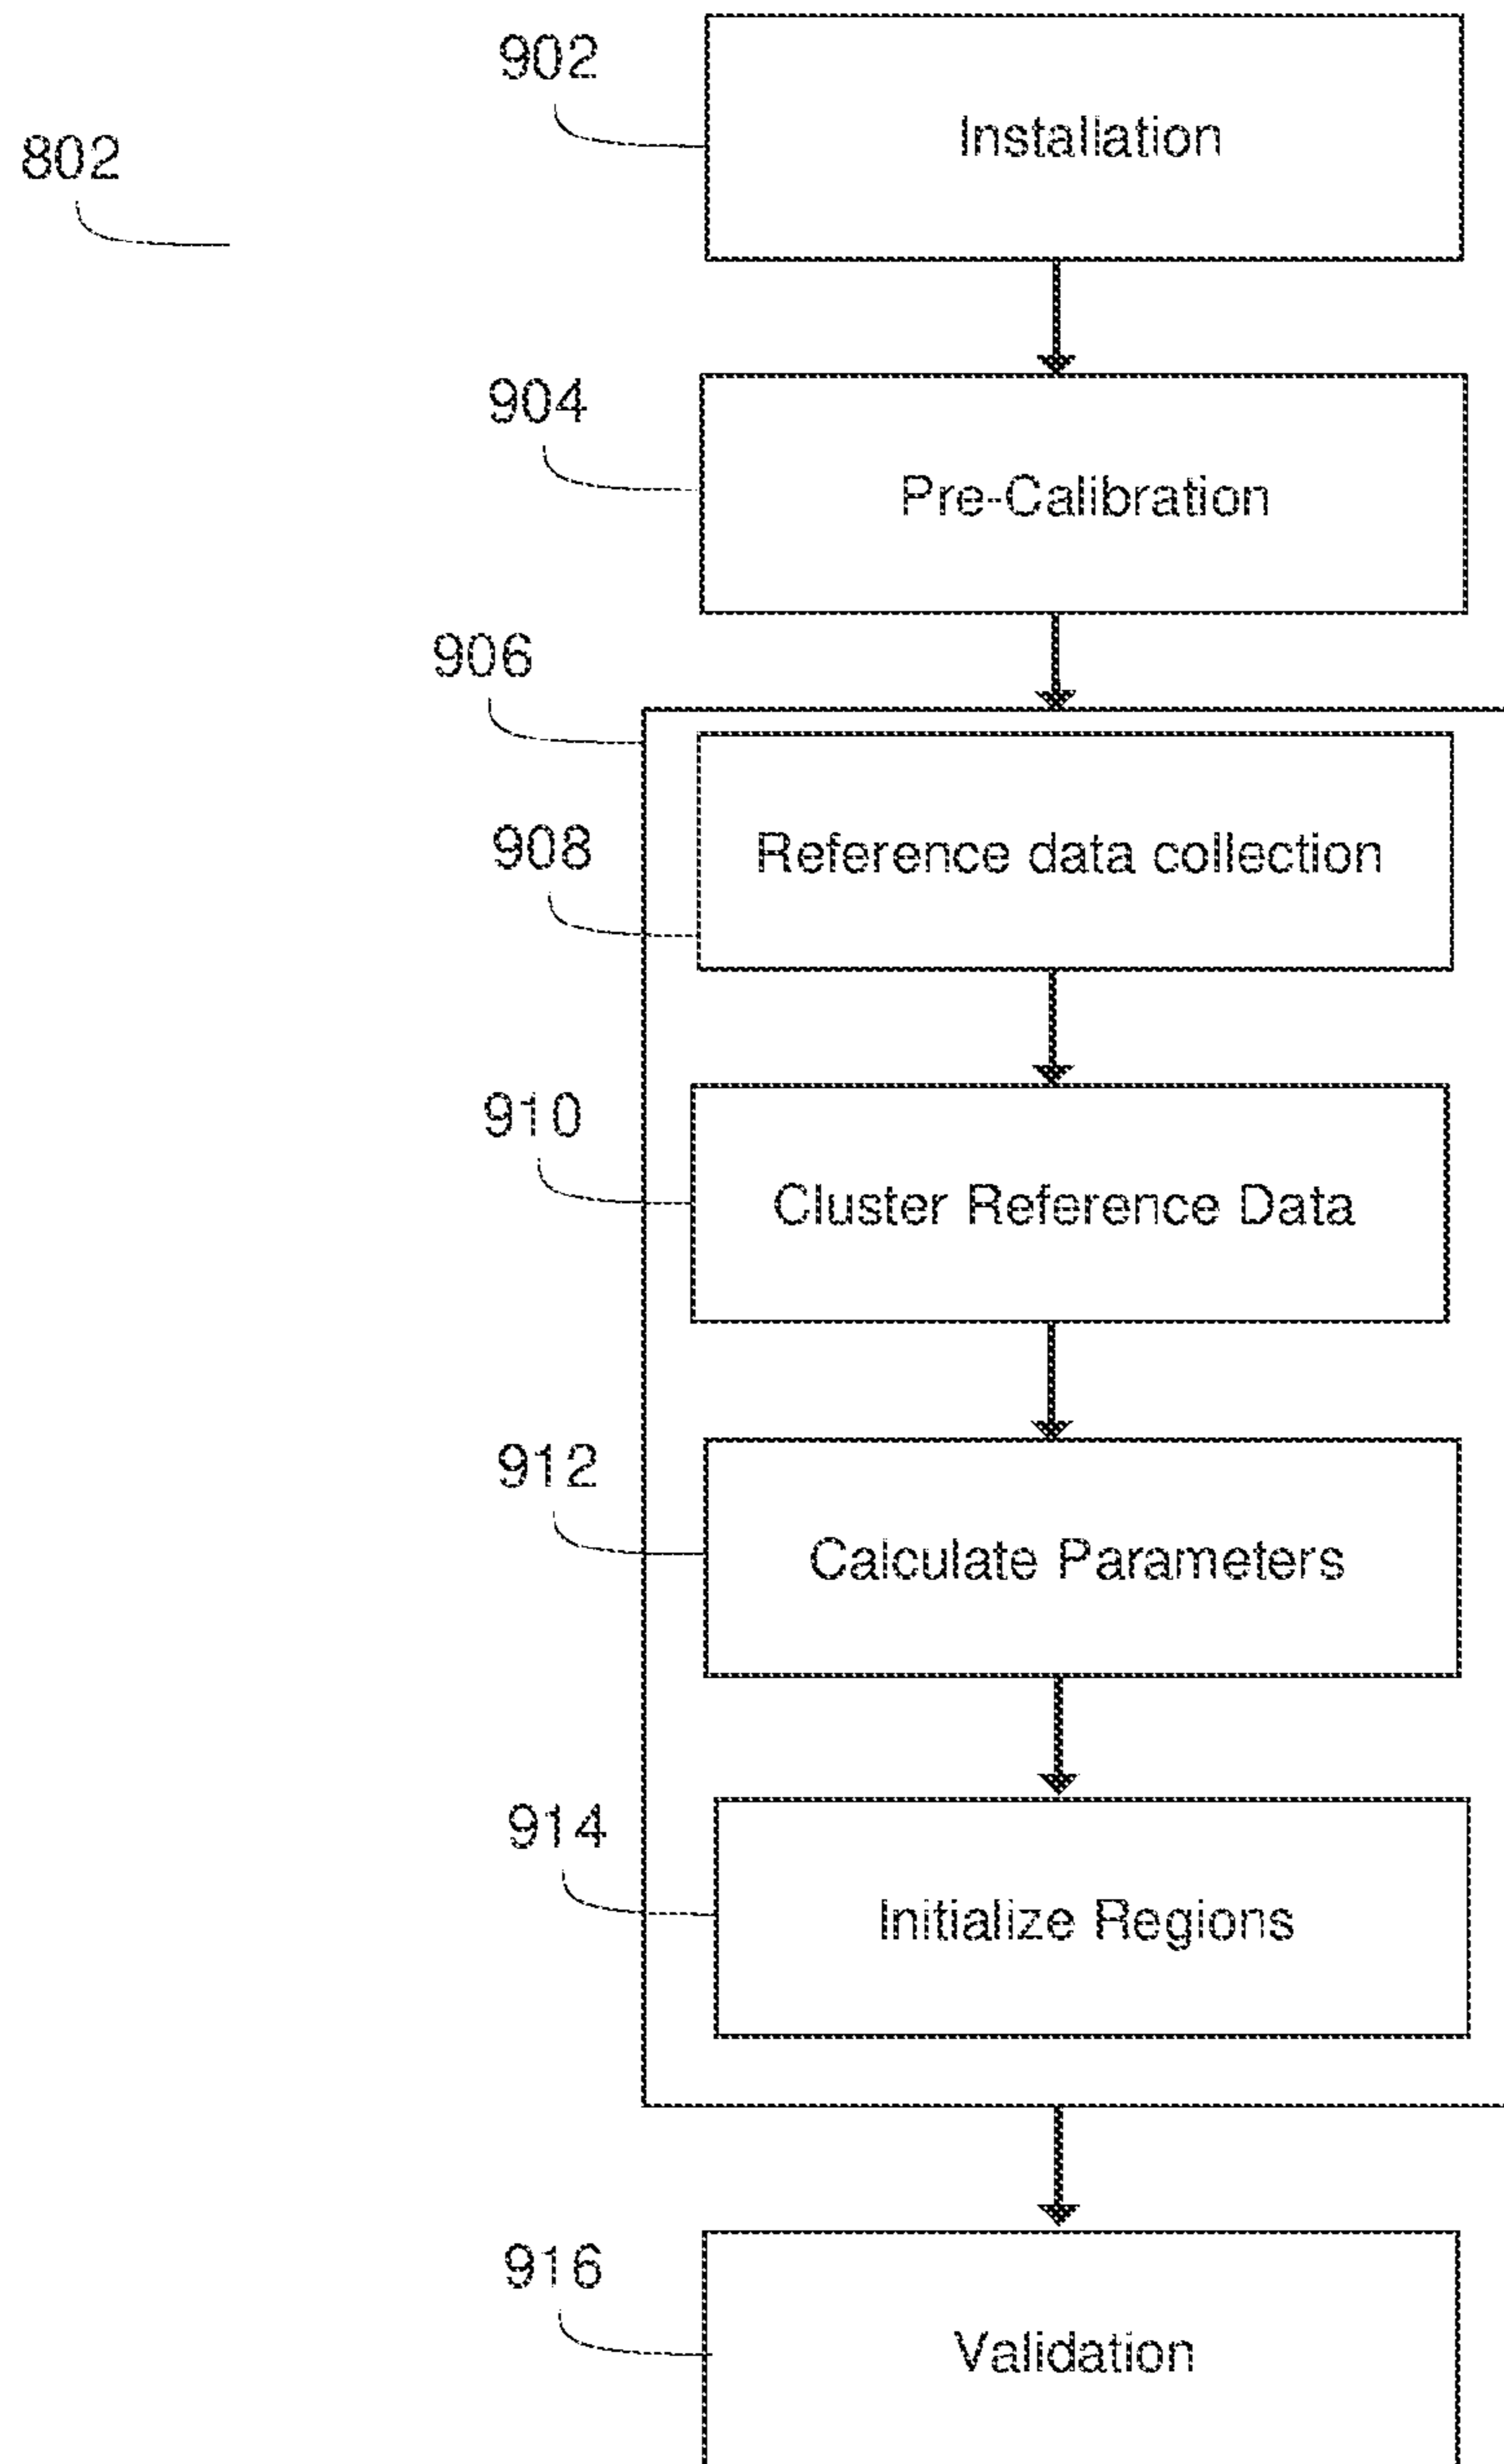 902
Installation
802
904
Pre-Calibration
906
908
Reference data collection
910
Cluster Reference Data
912
Calculate Parameters
914
Initialize Regions
916
Validation